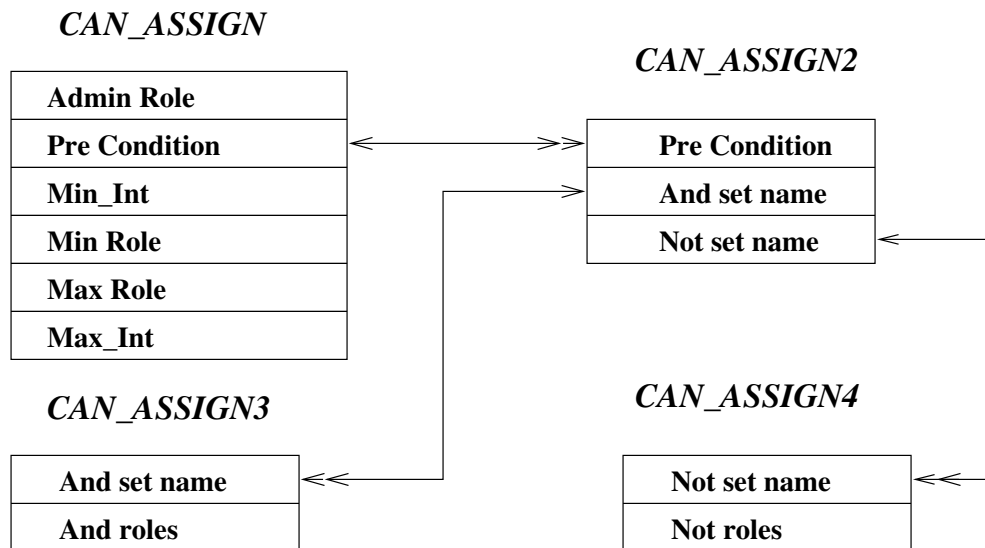 CAN_ASSIGN
Admin Role
Pre Condition
Min_Int
Min Role
Max Role
Max_Int
CAN_ASSIGN2
Pre Condition
And set name
Not set name
CAN_ASSIGN3
And set name
And roles
CAN_ASSIGN4
Not set name
Not roles